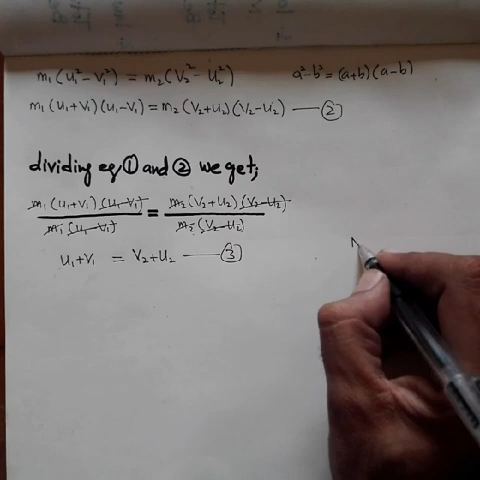 m₁(u₁² - v₁²) = m₂(v₂² - u₂²)
a² - b² = (a+b)(a-b)
m₁(u₁+v₁)(u₁-v₁) = m₂(v₂+u₂)(v₂-u₂) — ②
dividing eq ① and ② we get,
m₁(u₁+v₁)(u₁-v₁) / m₁(u₁-v₁) = m₂(v₂+u₂)(v₂-u₂) / m₂(v₂-u₂)
u₁+v₁ = v₂+u₂ — ③